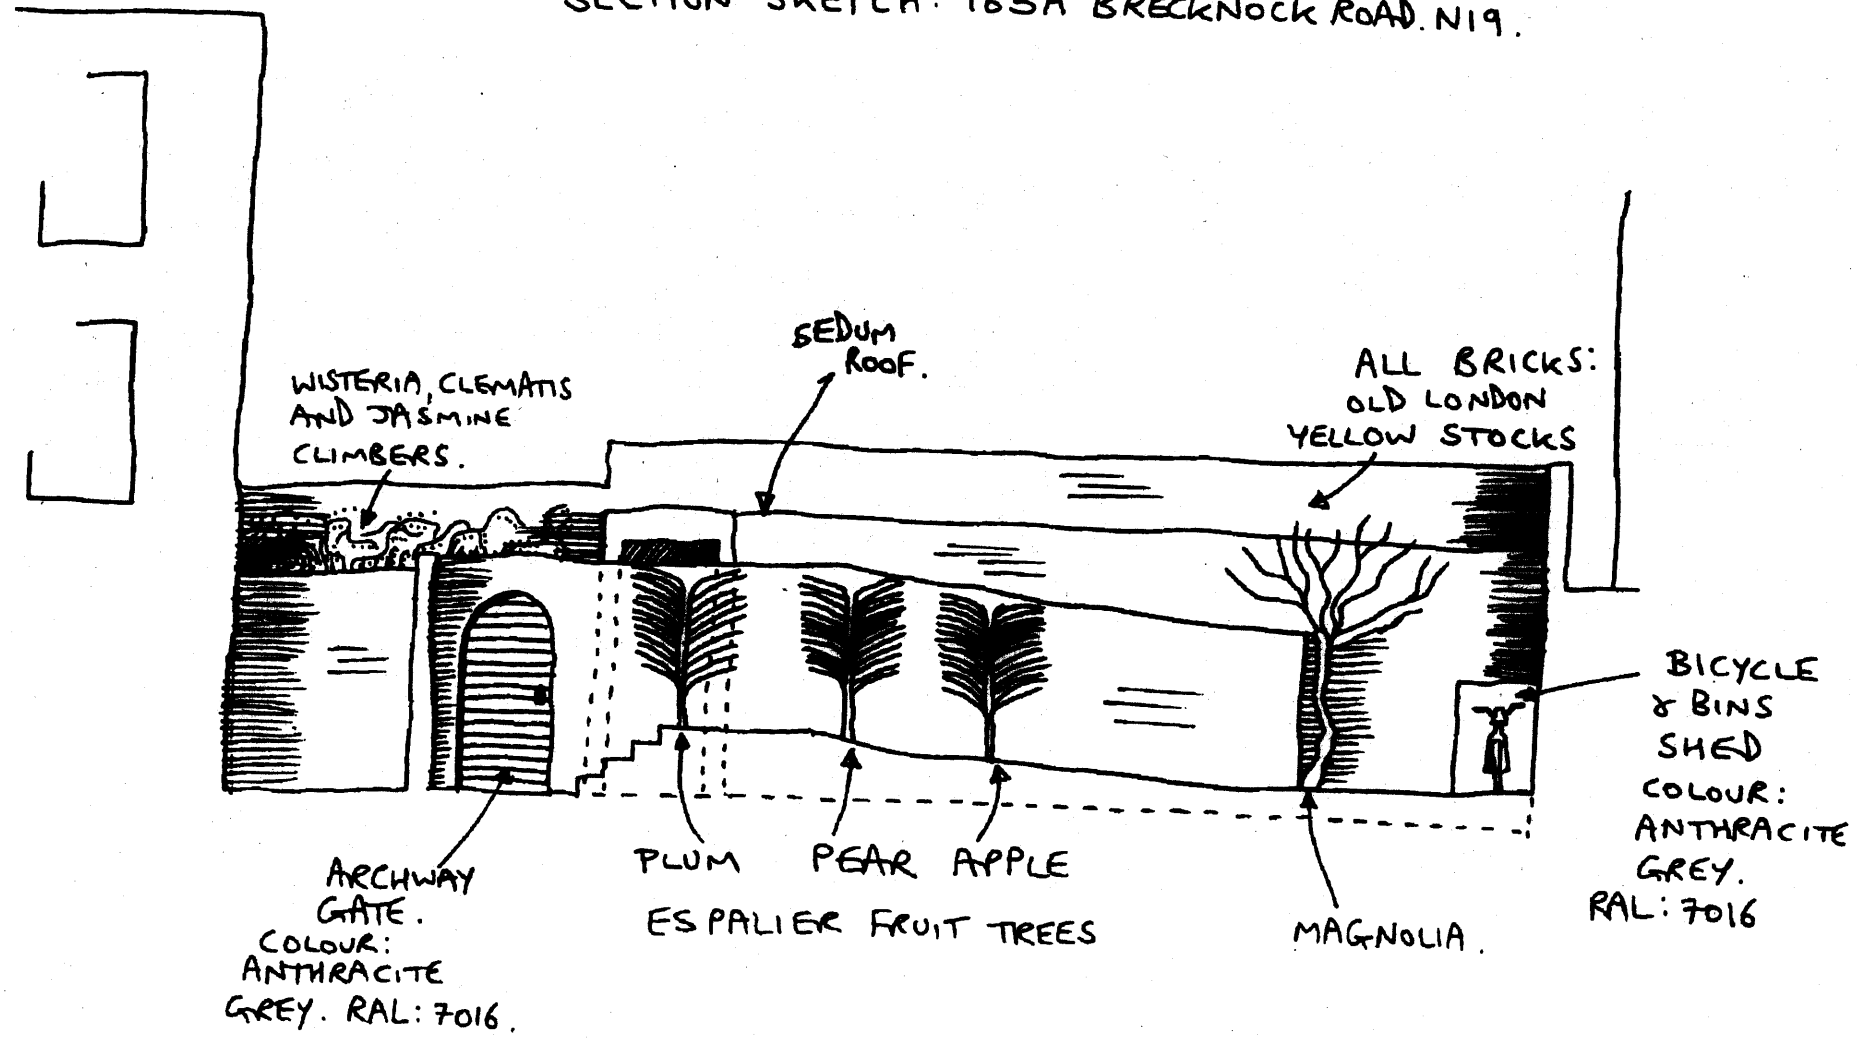 SECTION SKETCH: 163A BRECKNOCK ROAD. N19.
SEDUM
ROOF.
WISTERIA, CLEMATIS
AND JASMINE
CLIMBERS.
ALL BRICKS:
OLD LONDON
YELLOW STOCKS
BICYCLE
& BINS
SHED
COLOUR:
ANTHRACITE
GREY.
RAL: 7016
PLUM
PEAR
APPLE
ESPALIER FRUIT TREES
ARCHWAY
GATE.
COLOUR:
ANTHRACITE
GREY. RAL: 7016.
MAGNOLIA.